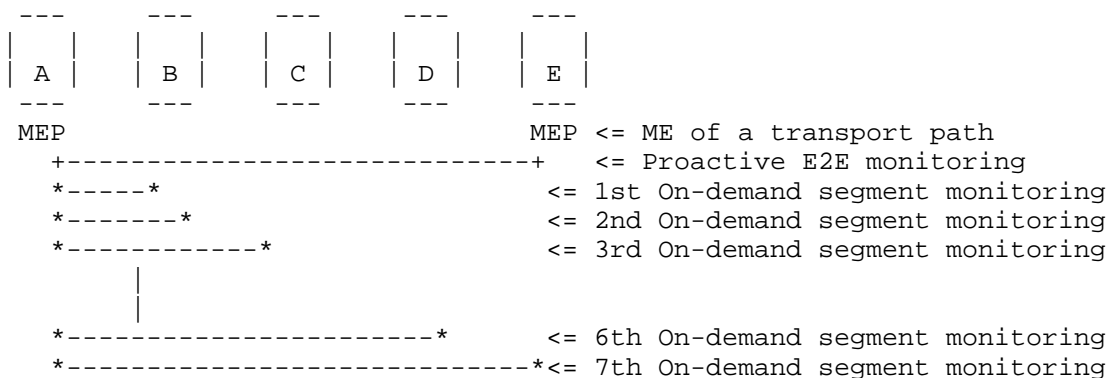 A B C D E
MEP MEP <= ME of a transport path
+------------------------------+ <= Proactive E2E monitoring
*-----* <= 1st On-demand segment monitoring
*-------* <= 2nd On-demand segment monitoring
*------------* <= 3rd On-demand segment monitoring
*-----------------------* <= 6th On-demand segment monitoring
*-----------------------------*<= 7th On-demand segment monitoring